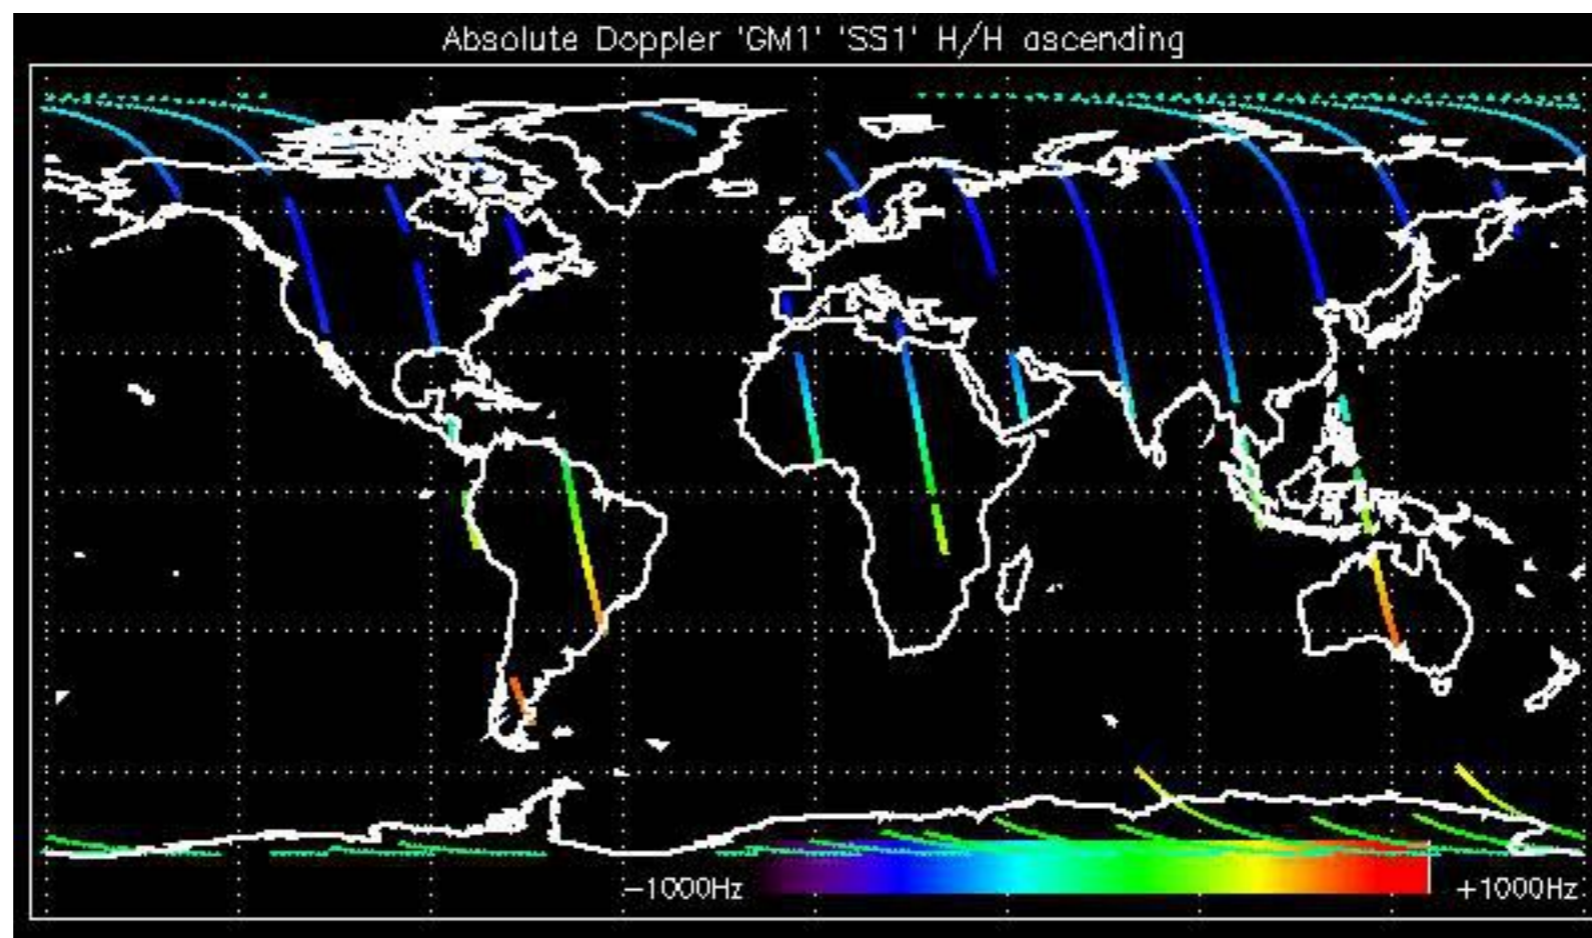 Absolute Doppler 'GM1' 'SS1' H/H ascending
-1000Hz
+1000Hz